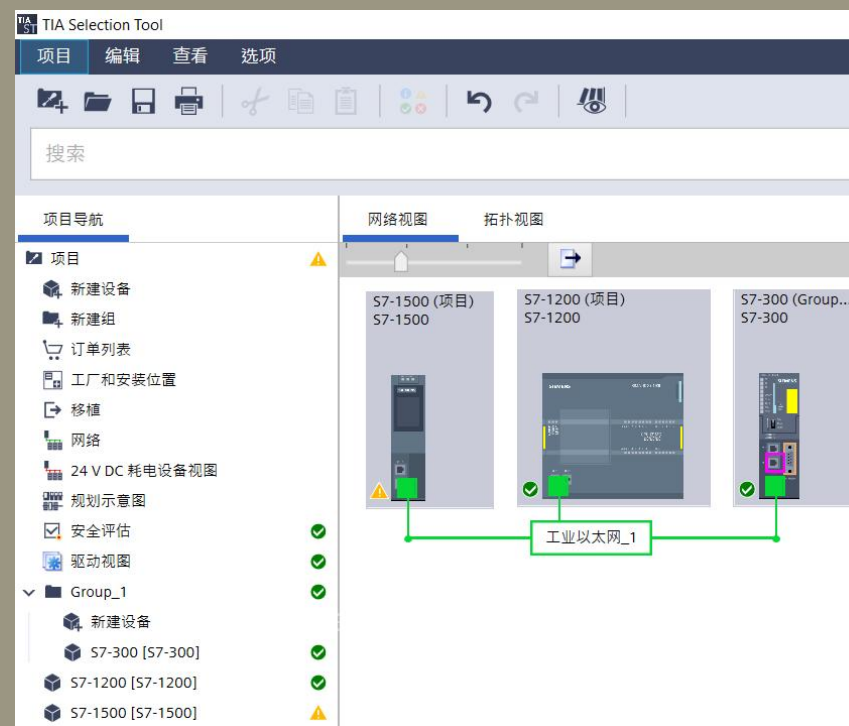 TIA Selection Tool
项目 编辑 查看 选项
搜索
项目导航
网络视图 拓扑视图
项目
新建设备
新建组
订单列表
工厂和安装位置
移植
网络
24 V DC 耗电设备视图
规划示意图
安全评估
驱动视图
Group_1
新建设备
S7-300 [S7-300]
S7-1200 [S7-1200]
S7-1500 [S7-1500]
S7-1500 (项目)
S7-1500
S7-1200 (项目)
S7-1200
S7-300 (Group...
S7-300
工业以太网_1